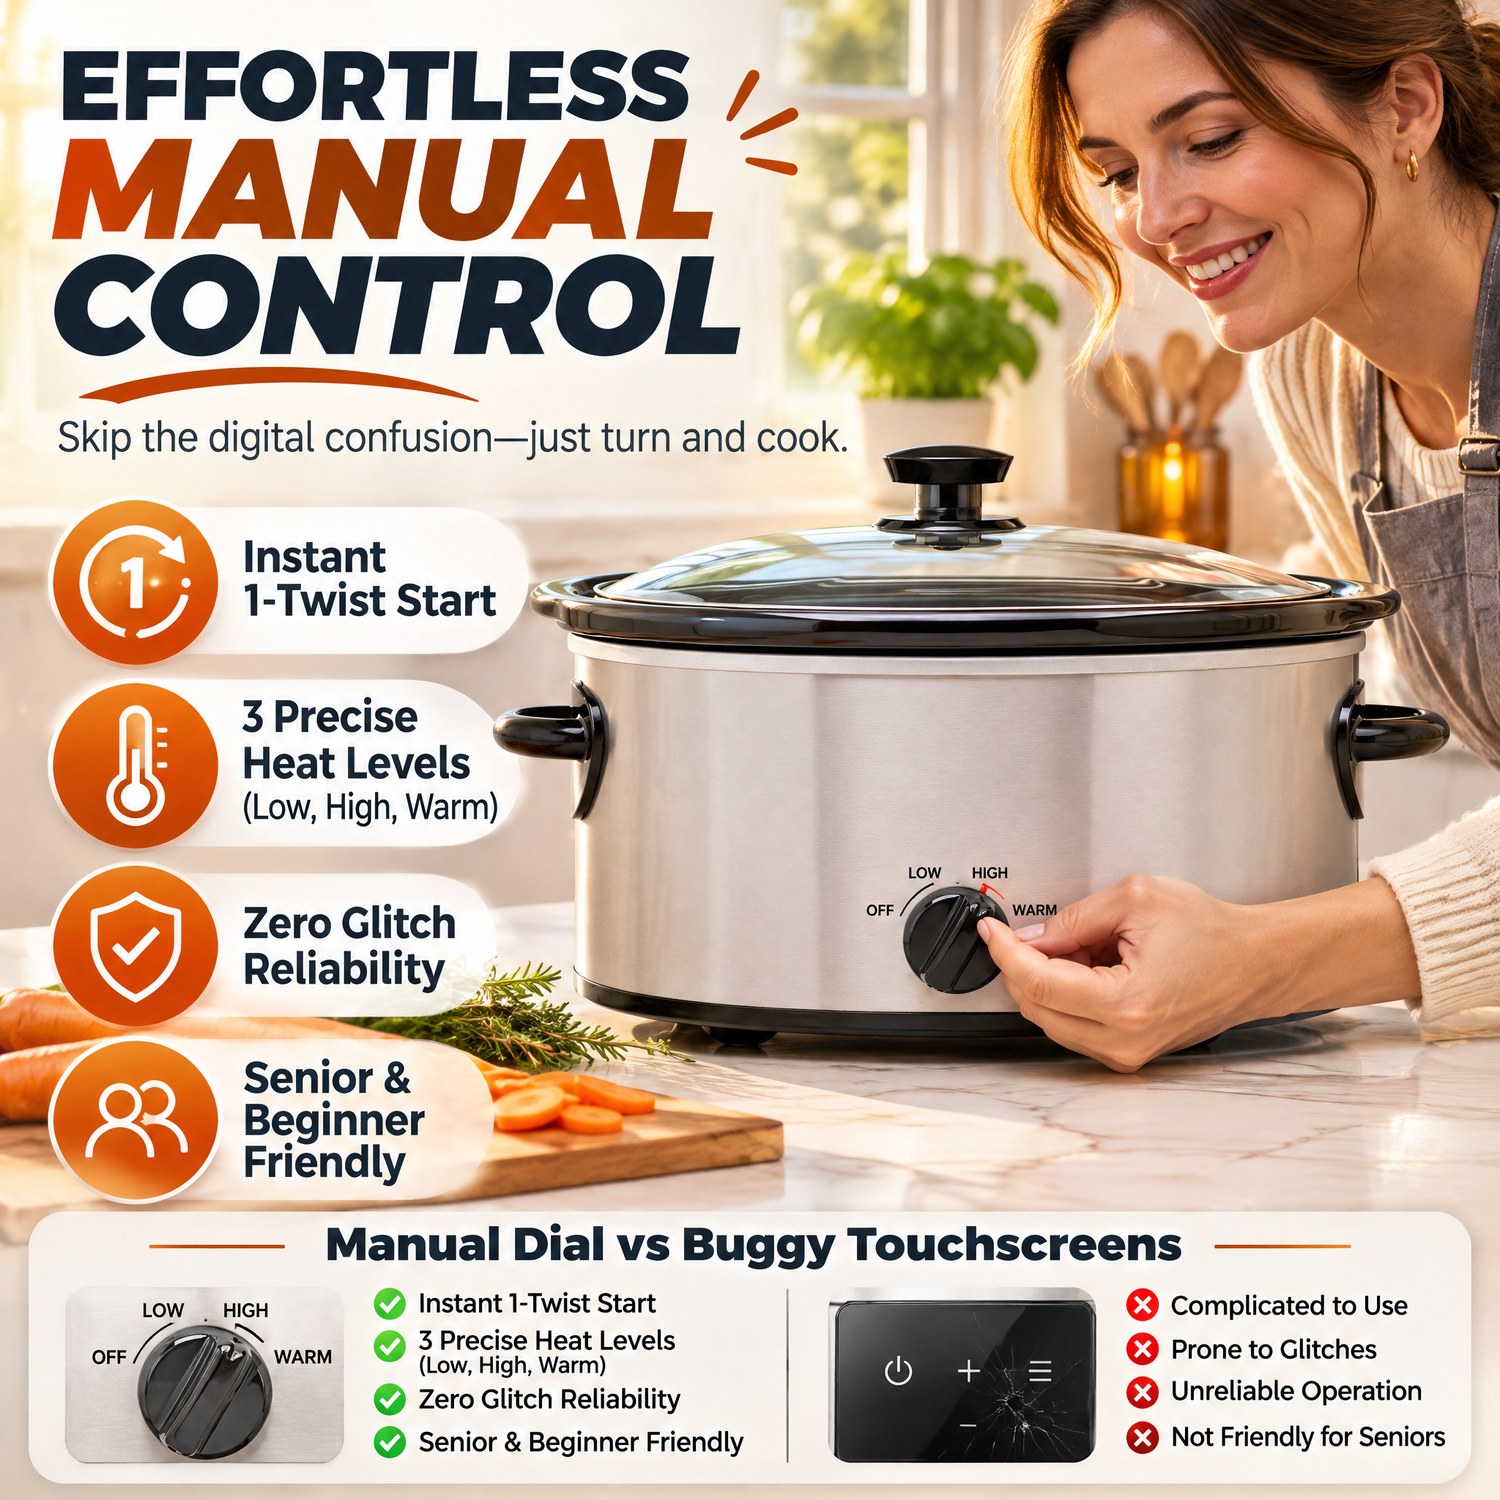 EFFORTLESS
MANUAL
CONTROL
Skip the digital confusion—just turn and cook.
1
Instant
1-Twist Start
3 Precise
Heat Levels
(Low, High, Warm)
Zero Glitch
Reliability
Senior &
Beginner
Friendly
LOW HIGH
OFF WARM
Manual Dial vs Buggy Touchscreens
LOW HIGH
OFF WARM
Instant 1-Twist Start
3 Precise Heat Levels
(Low, High, Warm)
Zero Glitch Reliability
Senior & Beginner Friendly
Complicated to Use
Prone to Glitches
Unreliable Operation
Not Friendly for Seniors